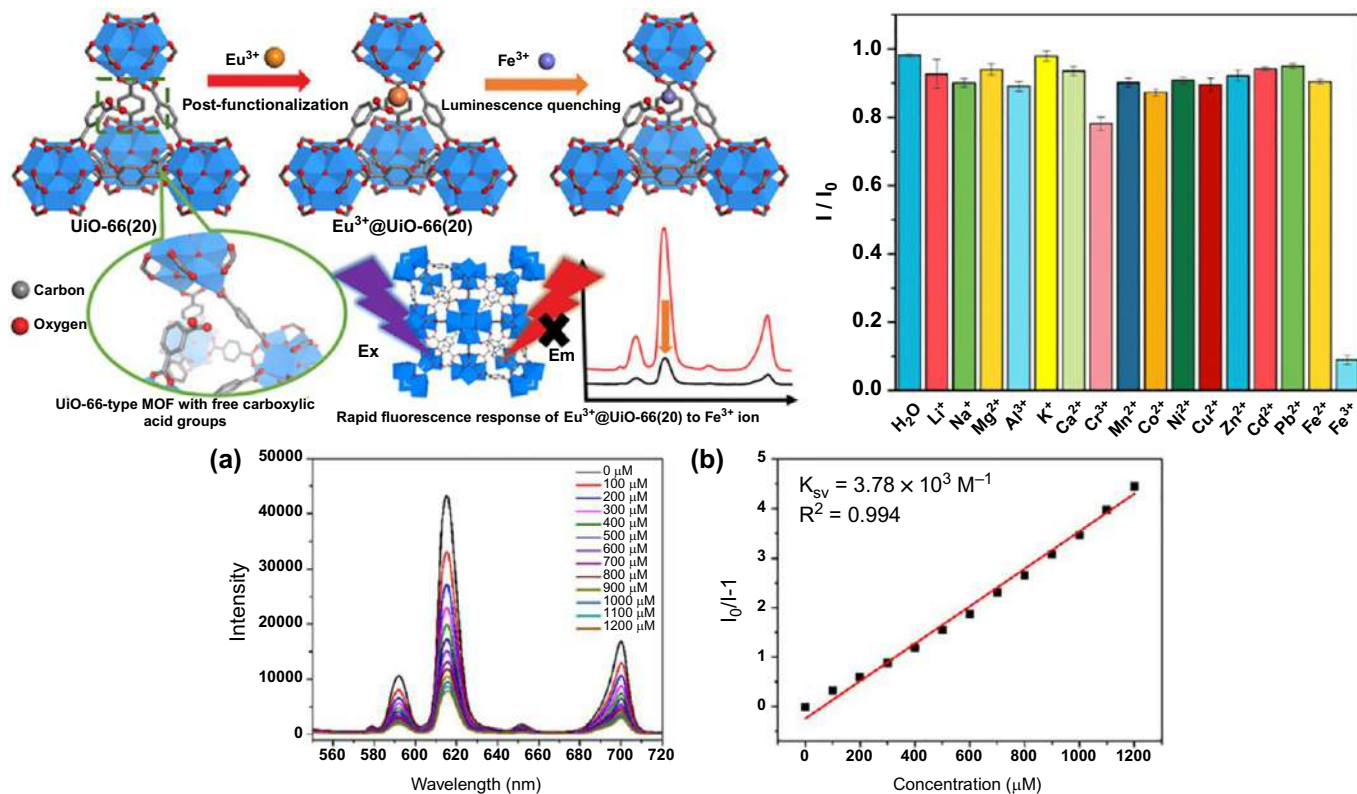 Eu³⁺
Fe³⁺
Post-functionalization
Luminescence quenching
UiO-66(20)
Eu³⁺@UiO-66(20)
Carbon
Oxygen
Ex
Em
UiO-66-type MOF with free carboxylic
acid groups
Rapid fluorescence response of Eu³⁺@UiO-66(20) to Fe³⁺ ion
I / I₀
1.0
0.8
0.6
0.4
0.2
0.0
H₂O
Li⁺
Na⁺
Mg²⁺
Al³⁺
K⁺
Ca²⁺
Cr³⁺
Mn²⁺
Co²⁺
Ni²⁺
Cu²⁺
Zn²⁺
Cd²⁺
Pb²⁺
Fe²⁺
Fe³⁺
(a)
Intensity
50000
40000
30000
20000
10000
0
0 µM
100 µM
200 µM
300 µM
400 µM
500 µM
600 µM
700 µM
800 µM
900 µM
1000 µM
1100 µM
1200 µM
560 580 600 620 640 660 680 700 720
Wavelength (nm)
(b)
I₀/I-1
5
4
3
2
1
0
K_sv = 3.78 × 10³ M⁻¹
R² = 0.994
0 200 400 600 800 1000 1200
Concentration (µM)